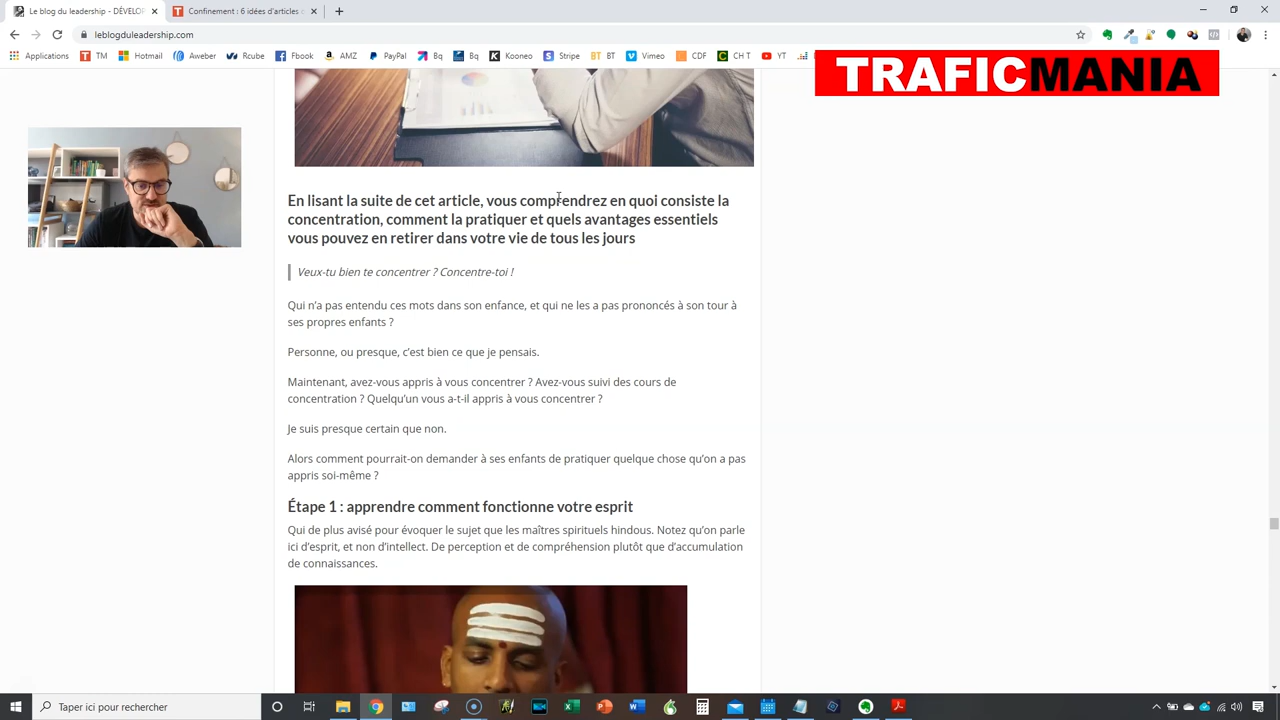 Le blog du leadership - DÉVELOP
Confinement : 6 idées d'articles d
leblogduleadership.com
Applications TM Hotmail Aweber Rcube Fbook AMZ PayPal Bq Bq Kooneo Stripe BT BT Vimeo CDF CH T YT
TRAFICMANIA
En lisant la suite de cet article, vous comprendrez en quoi consiste la
concentration, comment la pratiquer et quels avantages essentiels
vous pouvez en retirer dans votre vie de tous les jours
Veux-tu bien te concentrer ? Concentre-toi !
Qui n'a pas entendu ces mots dans son enfance, et qui ne les a pas prononcés à son tour à
ses propres enfants ?
Personne, ou presque, c'est bien ce que je pensais.
Maintenant, avez-vous appris à vous concentrer ? Avez-vous suivi des cours de
concentration ? Quelqu'un vous a-t-il appris à vous concentrer ?
Je suis presque certain que non.
Alors comment pourrait-on demander à ses enfants de pratiquer quelque chose qu'on a pas
appris soi-même ?
Étape 1 : apprendre comment fonctionne votre esprit
Qui de plus avisé pour évoquer le sujet que les maîtres spirituels hindous. Notez qu'on parle
ici d'esprit, et non d'intellect. De perception et de compréhension plutôt que d'accumulation
de connaissances.
Taper ici pour rechercher